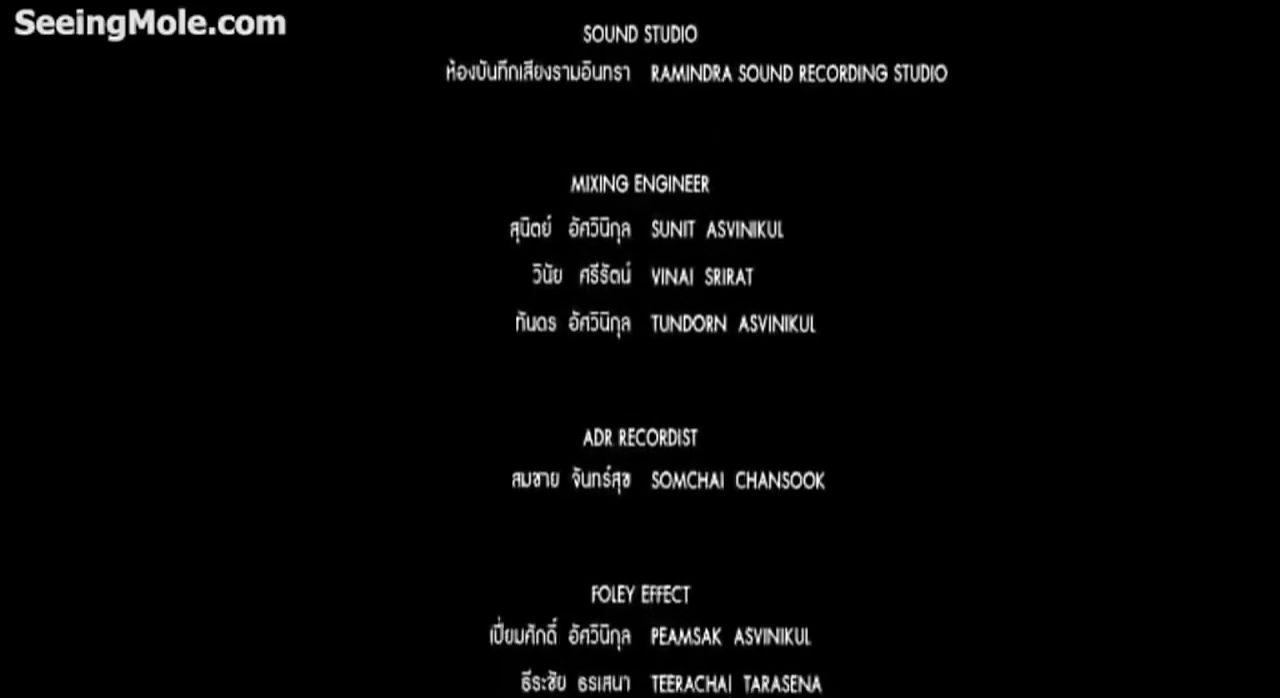 SeeingMole.com
SOUND STUDIO
ห้องบันทึกเสียงรามอินทรา RAMINDRA SOUND RECORDING STUDIO
MIXING ENGINEER
สุนิตย์ อัศวินิกุล SUNIT ASVINIKUL
วินัย ศรีรัตน์ VINAI SRIRAT
ทันดร อัศวินิกุล TUNDORN ASVINIKUL
ADR RECORDIST
สมชาย จันทร์สุข SOMCHAI CHANSOOK
FOLEY EFFECT
เปี่ยมศักดิ์ อัศวินิกุล PEAMSAK ASVINIKUL
ธีระชัย ธรเสนา TEERACHAI TARASENA